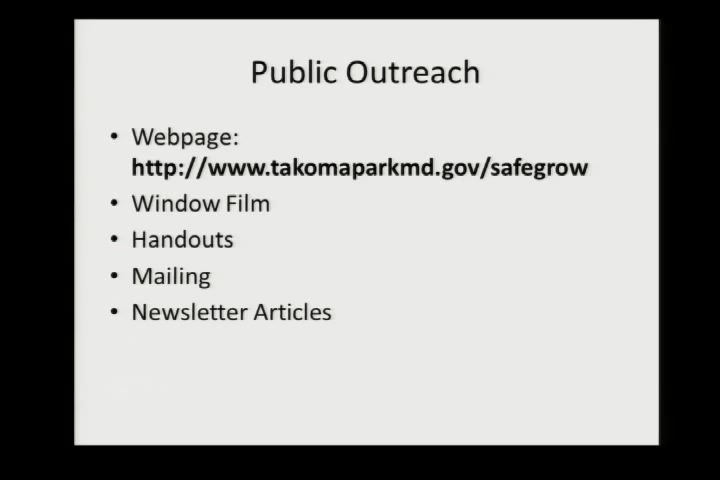 Public Outreach
• Webpage:
http://www.takomaparkmd.gov/safegrow
• Window Film
• Handouts
• Mailing
• Newsletter Articles